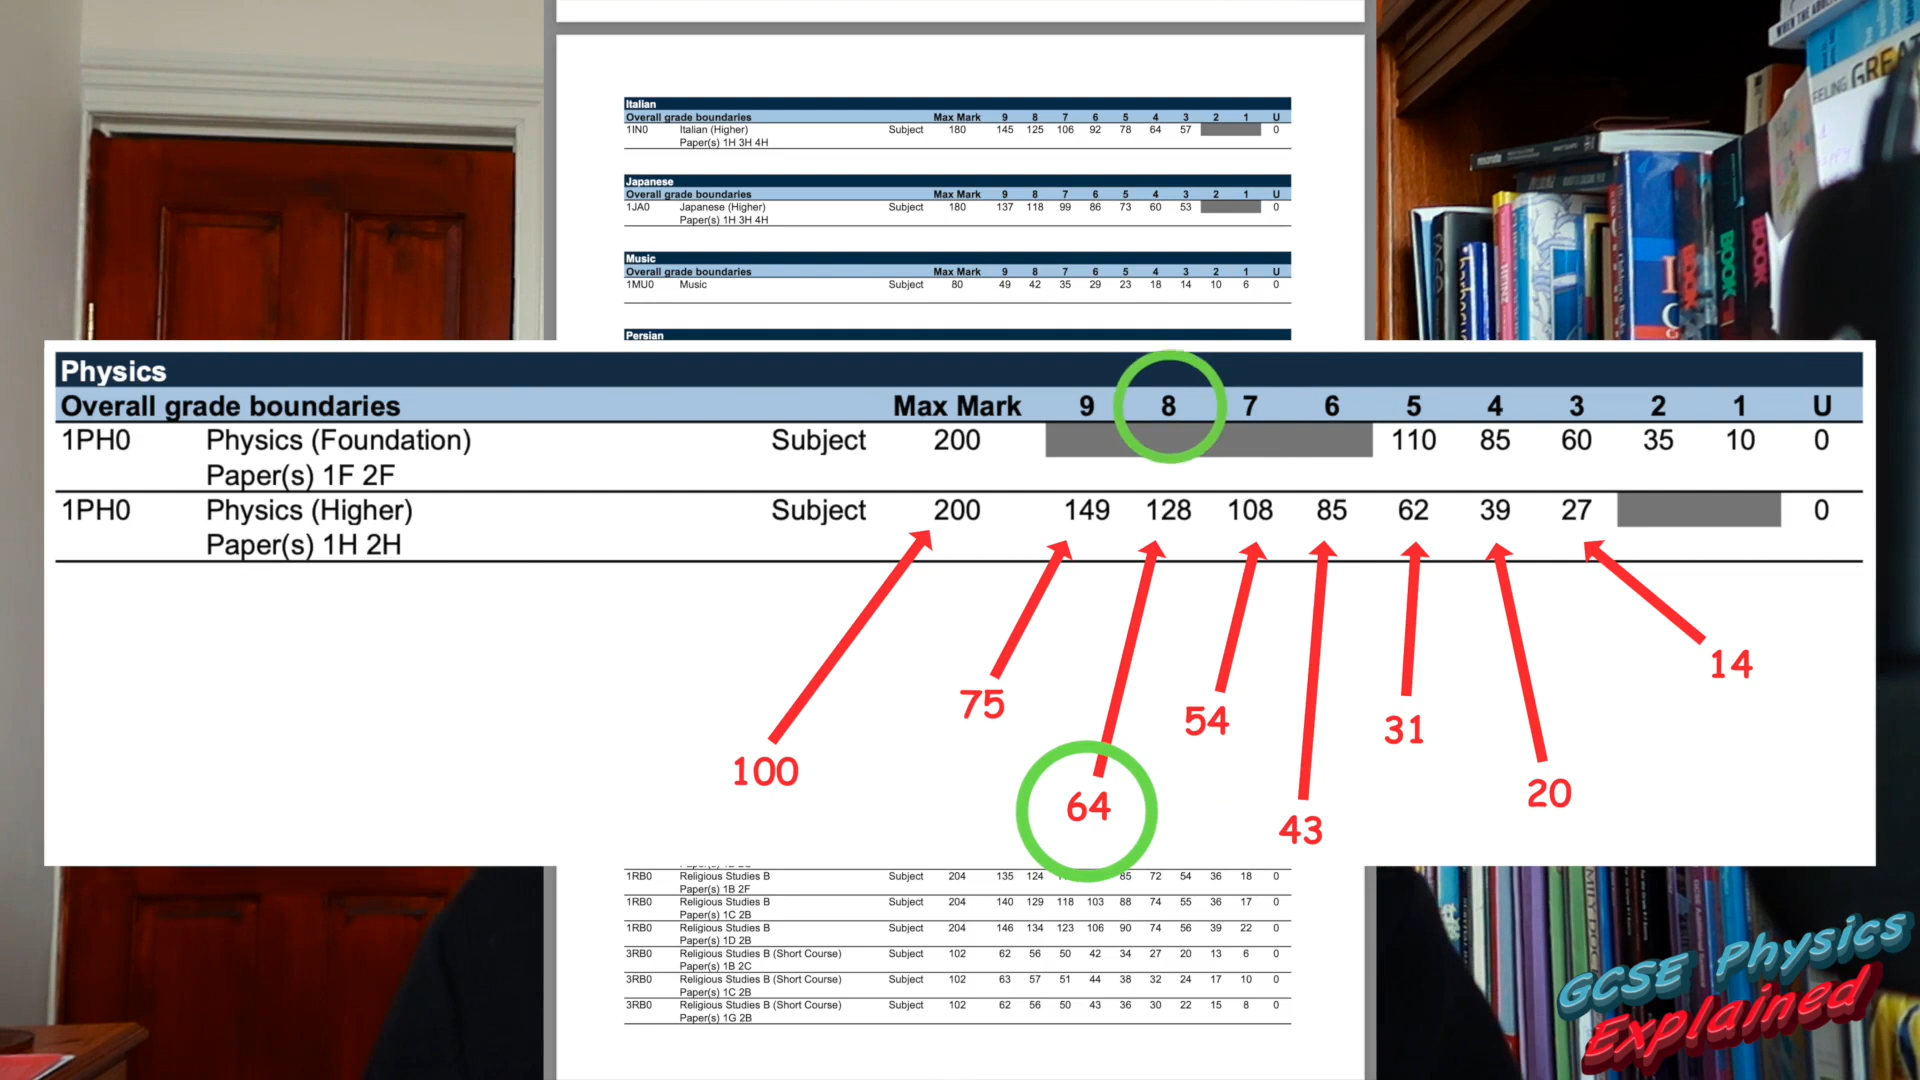 Italian
Overall grade boundaries Max Mark 9 8 7 6 5 4 3 2 1 U
1IN0 Italian (Higher) Subject 180 145 125 106 92 78 64 57 0
Paper(s) 1H 3H 4H
Japanese
Overall grade boundaries Max Mark 9 8 7 6 5 4 3 2 1 U
1JA0 Japanese (Higher) Subject 180 137 118 99 86 73 60 53 0
Paper(s) 1H 3H 4H
Music
Overall grade boundaries Max Mark 9 8 7 6 5 4 3 2 1 U
1MU0 Music Subject 80 49 42 35 29 23 18 14 10 6 0
Persian
Physics
Overall grade boundaries Max Mark 9 8 7 6 5 4 3 2 1 U
1PH0 Physics (Foundation) Subject 200 110 85 60 35 10 0
Paper(s) 1F 2F
1PH0 Physics (Higher) Subject 200 149 128 108 85 62 39 27 0
Paper(s) 1H 2H
14
75
54
31
100
64
20
43
1RB0 Religious Studies B Subject 204 135 124 85 72 54 36 18 0
Paper(s) 1B 2F
1RB0 Religious Studies B Subject 204 140 129 118 103 88 74 55 36 17 0
Paper(s) 1C 2B
1RB0 Religious Studies B Subject 204 146 134 123 106 90 74 56 39 22 0
Paper(s) 1D 2B
3RB0 Religious Studies B (Short Course) Subject 102 62 56 50 42 34 27 20 13 6 0
Paper(s) 1B 2C
3RB0 Religious Studies B (Short Course) Subject 102 63 57 51 44 38 32 24 17 10 0
Paper(s) 1C 2B
3RB0 Religious Studies B (Short Course) Subject 102 62 56 50 43 36 30 22 15 8 0
Paper(s) 1G 2B
WHEN THE
GREAT
BOOK
BOOK
BOOK
GCSE Physics
Explained